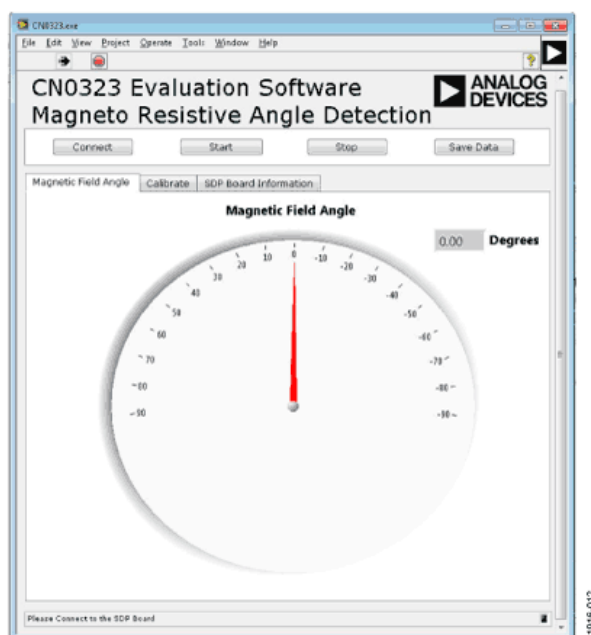 CN0323.exe
File Edit View Project Operate Tools Window Help
CN0323 Evaluation Software
Magneto Resistive Angle Detection
ANALOG
DEVICES
Connect Start Stop Save Data
Magnetic Field Angle Calibrate SDP Board Information
Magnetic Field Angle
0.00 Degrees
90
80
70
60
50
40
30
20
10
0
-10
-20
-30
-40
-50
-60
-70
-80
-90
Please Connect to the SDP Board